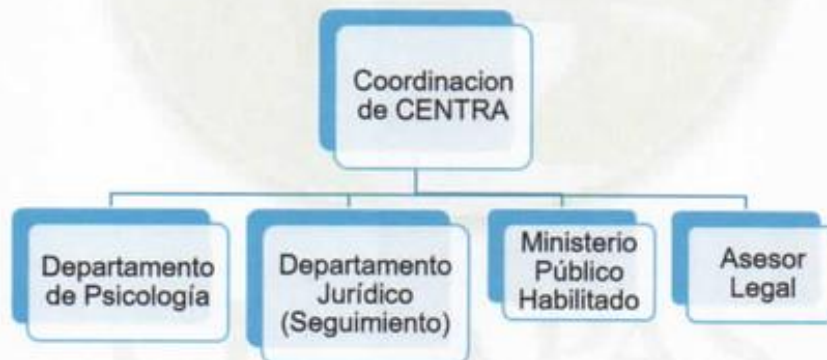 Coordinacion
de CENTRA
Departamento
de Psicología
Departamento
Jurídico
(Seguimiento)
Ministerio
Público
Habilitado
Asesor
Legal